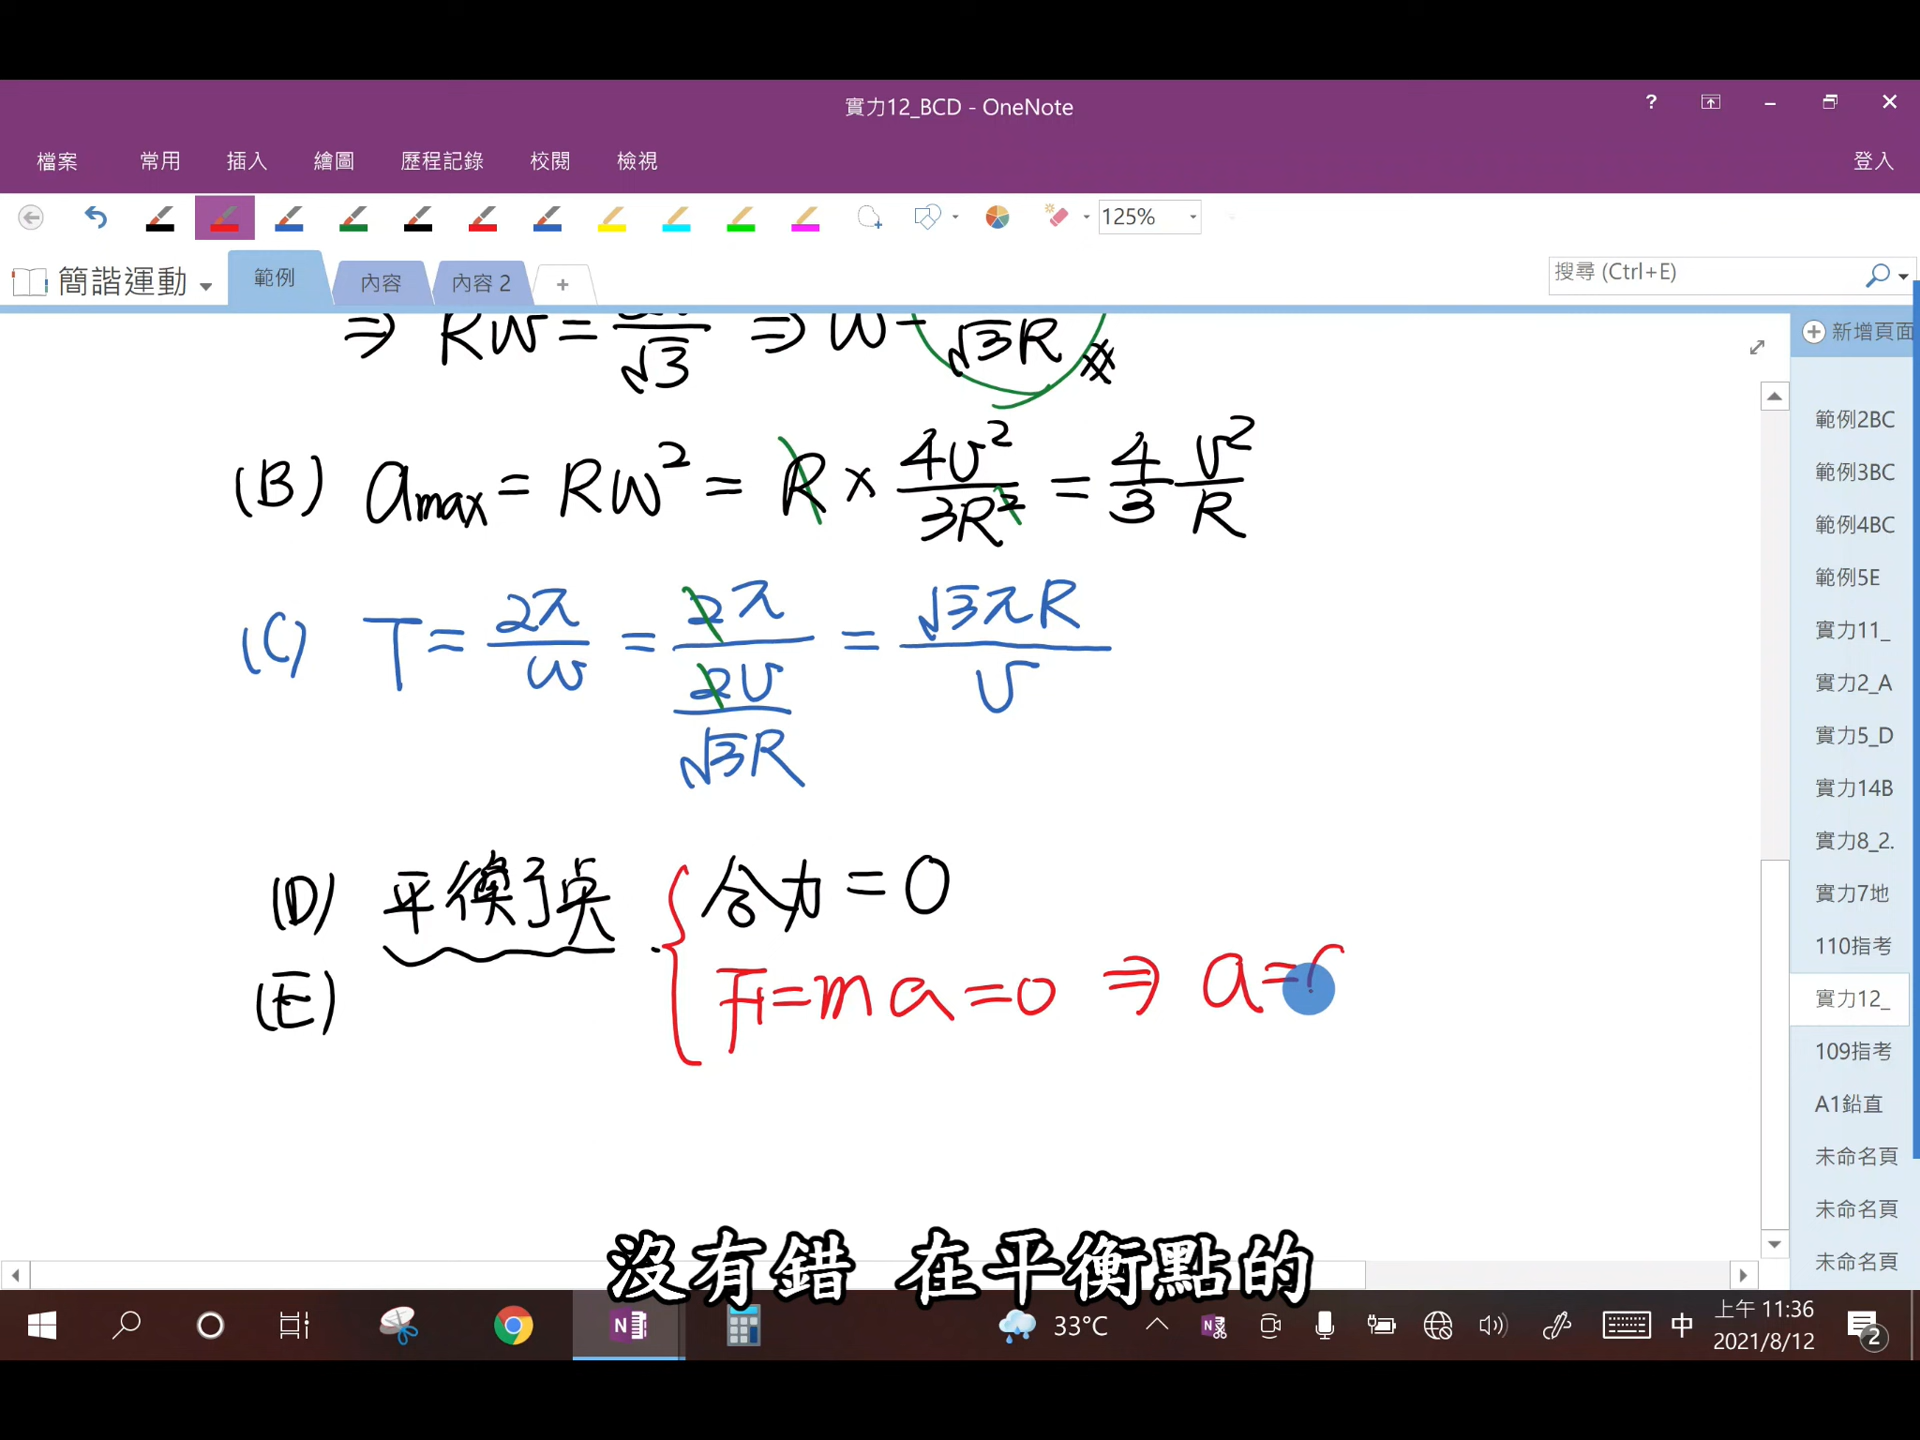 實力12_BCD - OneNote
?
檔案 常用 插入 繪圖 歷程記錄 校閱 檢視 登入
125%
簡諧運動 範例 內容 內容 2 +
搜尋 (Ctrl+E)
新增頁面
⇒ Rω = /√3 ⇒ ω = √3R ※
(B) amax = Rω² = R × 4v²/3R² = 4/3 v²/R
(C) T = 2π/ω = 2π/(2v/√3R) = √3πR/v
(D) 平衡點 { 合力 = 0
(E) F = ma = 0 ⇒ a =
範例2BC
範例3BC
範例4BC
範例5E
實力11_
實力2_A
實力5_D
實力14B
實力8_2.
實力7地
110指考
實力12_
109指考
A1鉛直
未命名頁
未命名頁
未命名頁
沒有錯 在平衡點的
33°C 中 上午 11:36
2021/8/12
2